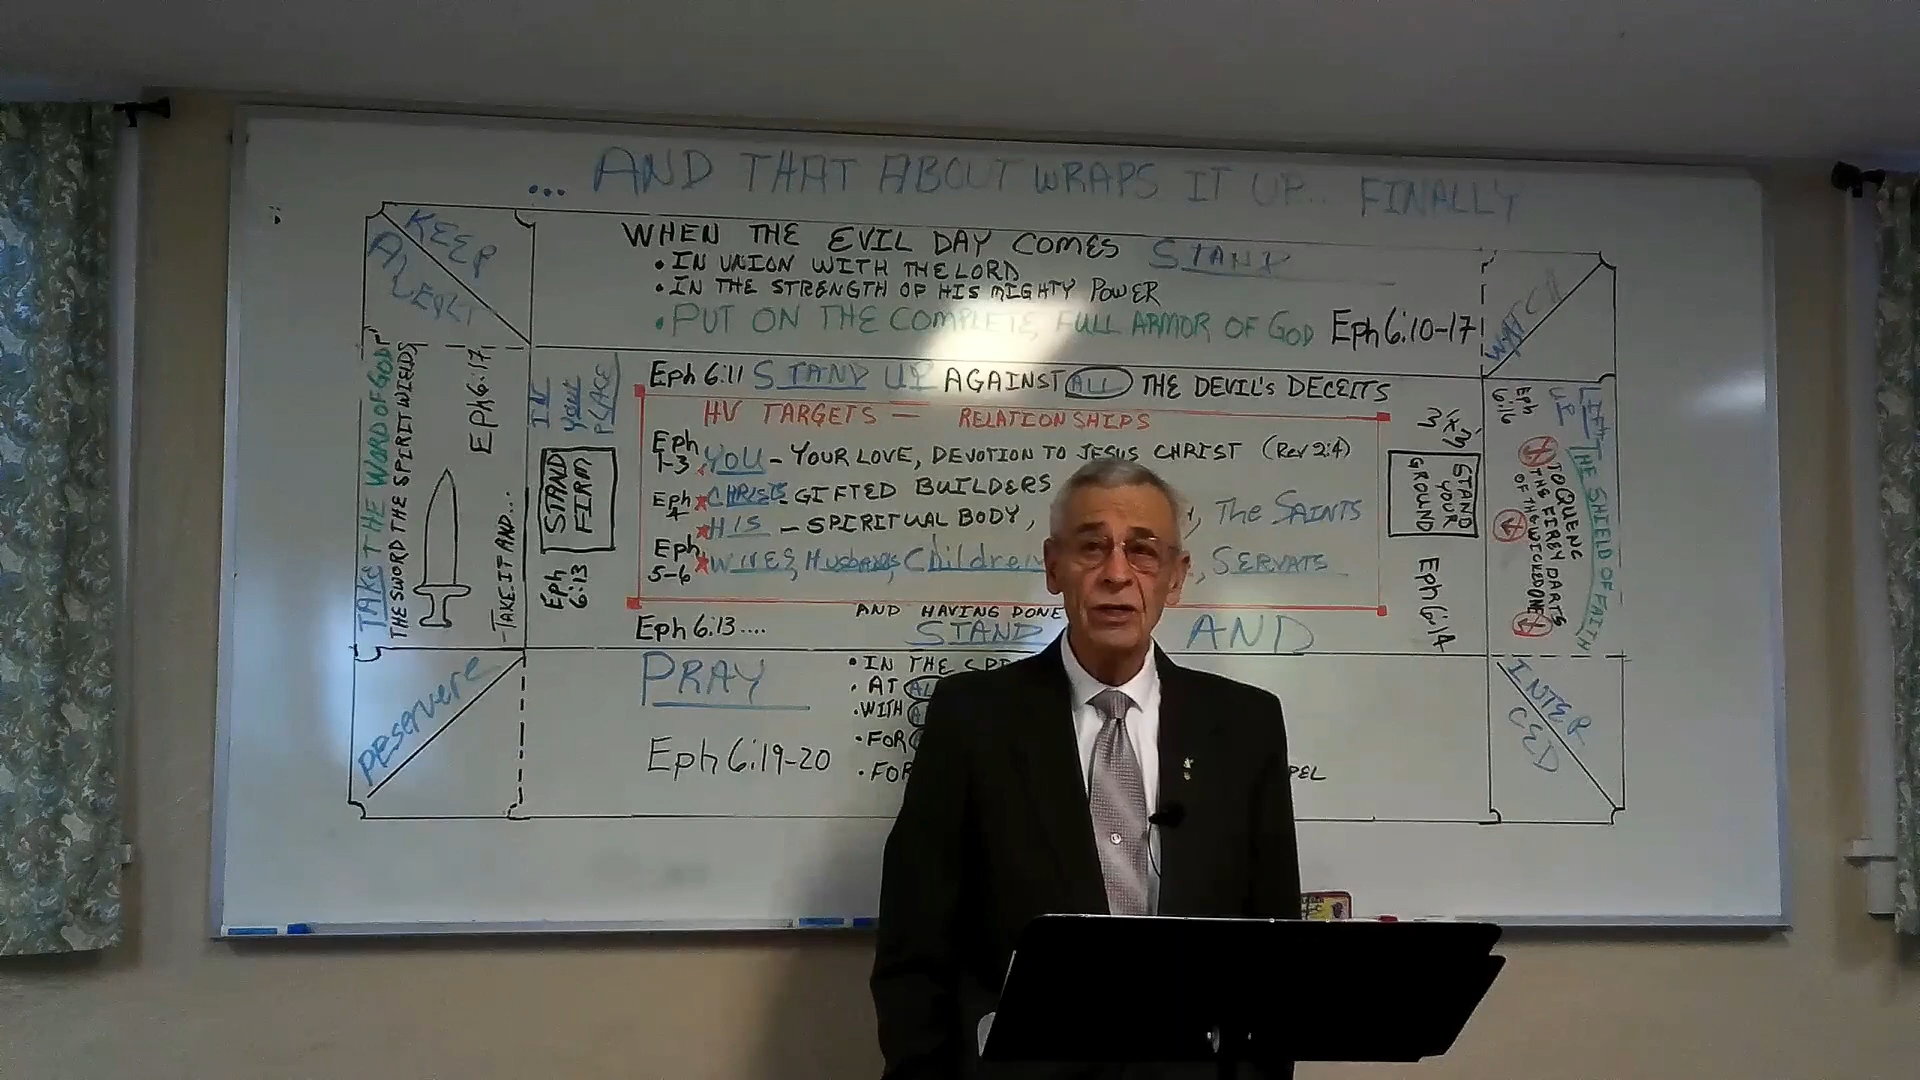 ... AND THAT ABOUT WRAPS IT UP.. FINALLY
KEEP
ALERT
WHEN THE EVIL DAY COMES STAND
• IN UNION WITH THE LORD
• IN THE STRENGTH OF HIS MIGHTY POWER
• PUT ON THE COMPLETE, FULL ARMOR OF GOD Eph 6:10-17
WATCH
TAKE THE WORD OF GOD
THE SWORD THE SPIRIT WIELDS
EPH 6:17
-TAKE IT AND...
IN
YOUR
PLACE
STAND
FIRM
Eph
6:13
Eph 6:11 STAND UP AGAINST ALL THE DEVIL'S DECEITS
HV TARGETS — RELATIONSHIPS
Eph
1-3 YOU - YOUR LOVE, DEVOTION TO JESUS CHRIST (Rev 2:4)
Eph
4 CHRIST'S - GIFTED BUILDERS
HIS - SPIRITUAL BODY, The SAINTS
Eph
5-6 WIVES, Husbands, Children, SERVATS
AND HAVING DONE
Eph 6:13.... STAND AND
STAND
YOUR
GROUND
Eph 6:14
Eph
6:16
LIFT UP THE SHIELD OF FAITH
TO QUENC
THE FIERY DARTS
OF THE WICKED ONE
PERSERVERE
PRAY
Eph 6:19-20
• IN THE SPI
• AT ALL
• WITH A
• FOR
• FOR PEL
INTER
CED